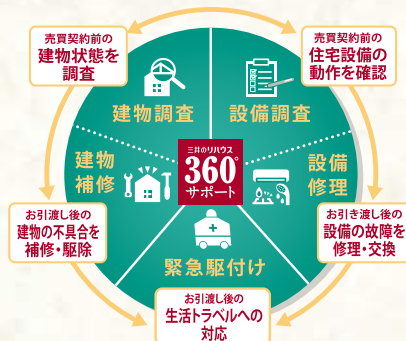 売買契約前の
建物状態を
調査
売買契約前の
住宅設備の
動作を確認
建物調査
設備調査
三井のリハウス
360°
サポート
建物
補修
設備
修理
お引渡し後の
建物の不具合を
補修・駆除
お引き渡し後の
設備の故障を
修理・交換
緊急駆付け
お引渡し後の
生活トラベルへの
対応